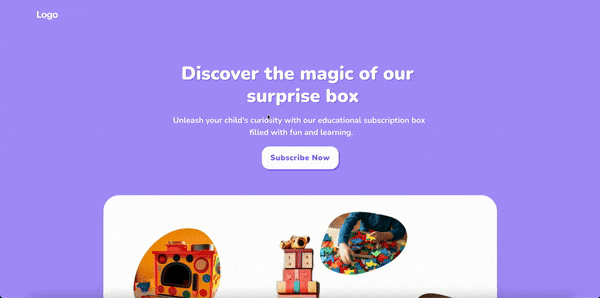 Logo
Discover the magic of our
surprise box
Unleash your child's curiosity with our educational subscription box
filled with fun and learning.
Subscribe Now